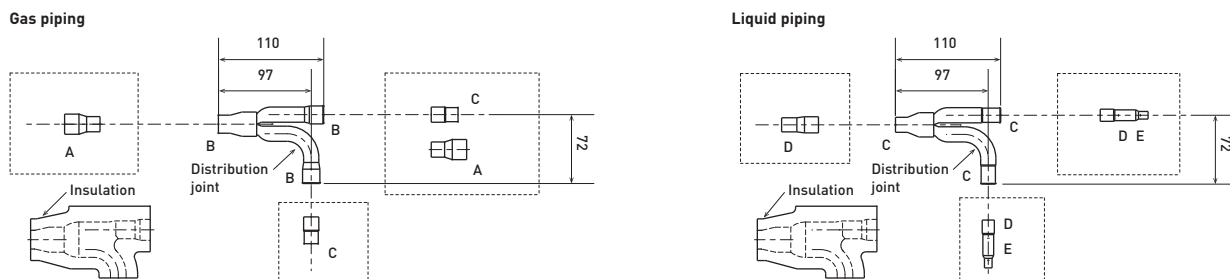 Gas piping
110
97
A
B
B
C
A
72
Distribution
joint
B
Insulation
C
Liquid piping
110
97
D
C
C
D E
72
Distribution
joint
C
Insulation
D
E